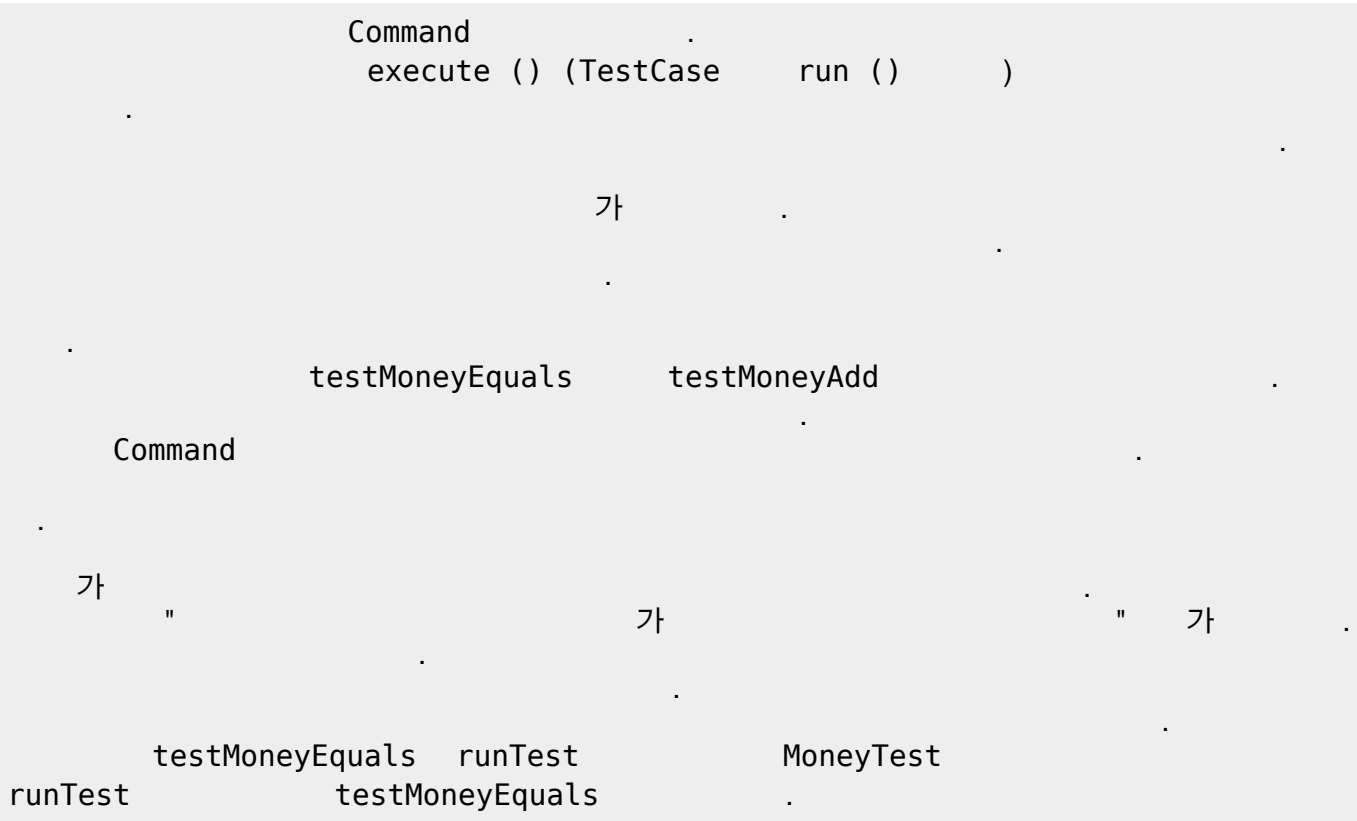 Command .
execute () (TestCase run () )
.
.
가 .
.
.
.
testMoneyEquals testMoneyAdd .
.
Command .
.
가 .
" 가 " 가 .
.
.
.
testMoneyEquals runTest MoneyTest
runTest testMoneyEquals .